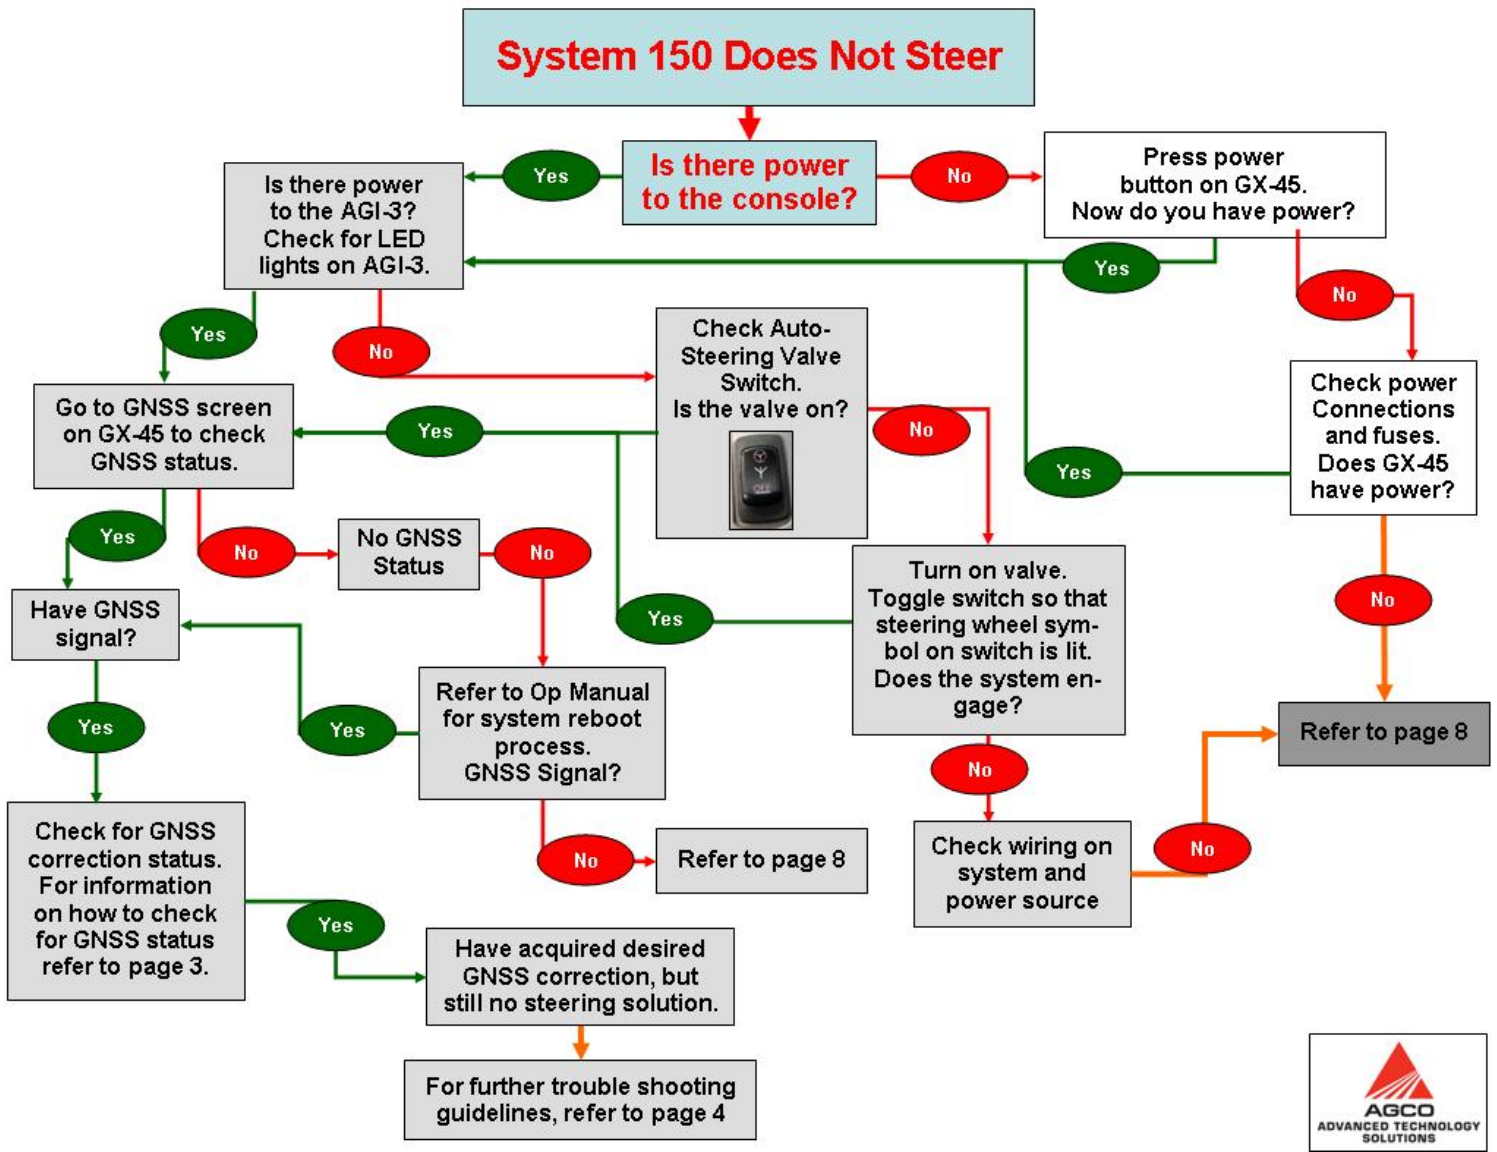 System 150 Does Not Steer
Is there power
to the console?
Yes
No
Press power
button on GX-45.
Now do you have power?
Is there power
to the AGI-3?
Check for LED
lights on AGI-3.
Yes
No
Yes
No
Check Auto-
Steering Valve
Switch.
Is the valve on?
OFF
Check power
Connections
and fuses.
Does GX-45
have power?
Go to GNSS screen
on GX-45 to check
GNSS status.
Yes
No
Yes
Yes
No
No GNSS
Status
No
Turn on valve.
Toggle switch so that
steering wheel sym-
bol on switch is lit.
Does the system en-
gage?
Yes
No
Have GNSS
signal?
Refer to Op Manual
for system reboot
process.
GNSS Signal?
Yes
Yes
No
Refer to page 8
Check for GNSS
correction status.
For information
on how to check
for GNSS status
refer to page 3.
No
Refer to page 8
Check wiring on
system and
power source
No
Yes
Have acquired desired
GNSS correction, but
still no steering solution.
For further trouble shooting
guidelines, refer to page 4
AGCO
ADVANCED TECHNOLOGY
SOLUTIONS